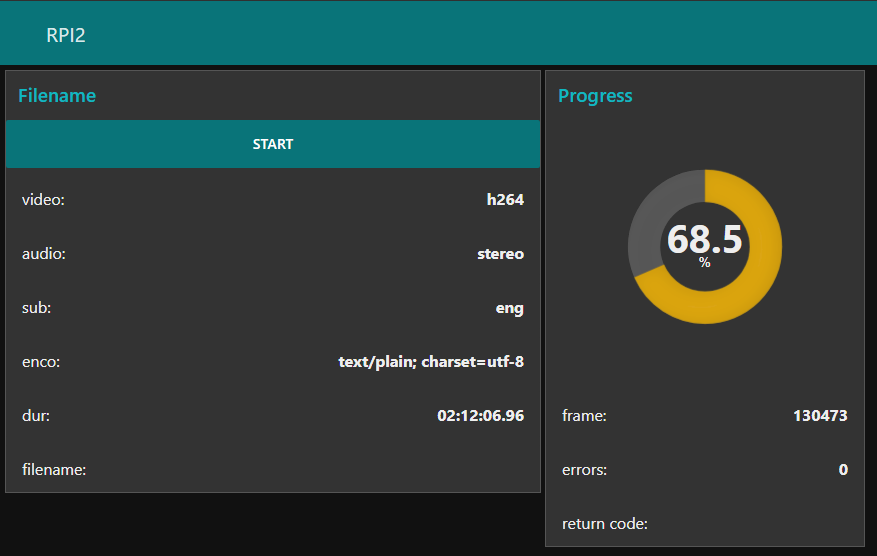 RPI2
Filename
START
video: h264
audio: stereo
sub: eng
enco: text/plain; charset=utf-8
dur: 02:12:06.96
filename:
Progress
68.5
%
frame: 130473
errors: 0
return code: